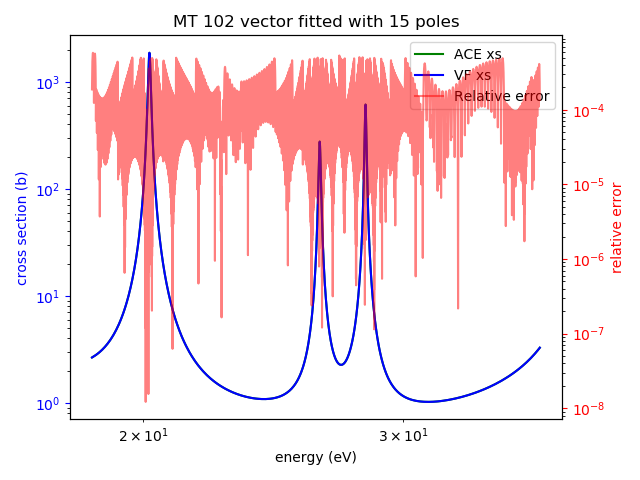 MT 102 vector fitted with 15 poles
ACE xs
VF xs
Relative error
cross section (b)
10³
10²
10¹
10⁰
relative error
10⁻⁴
10⁻⁵
10⁻⁶
10⁻⁷
10⁻⁸
2 × 10¹
3 × 10¹
energy (eV)